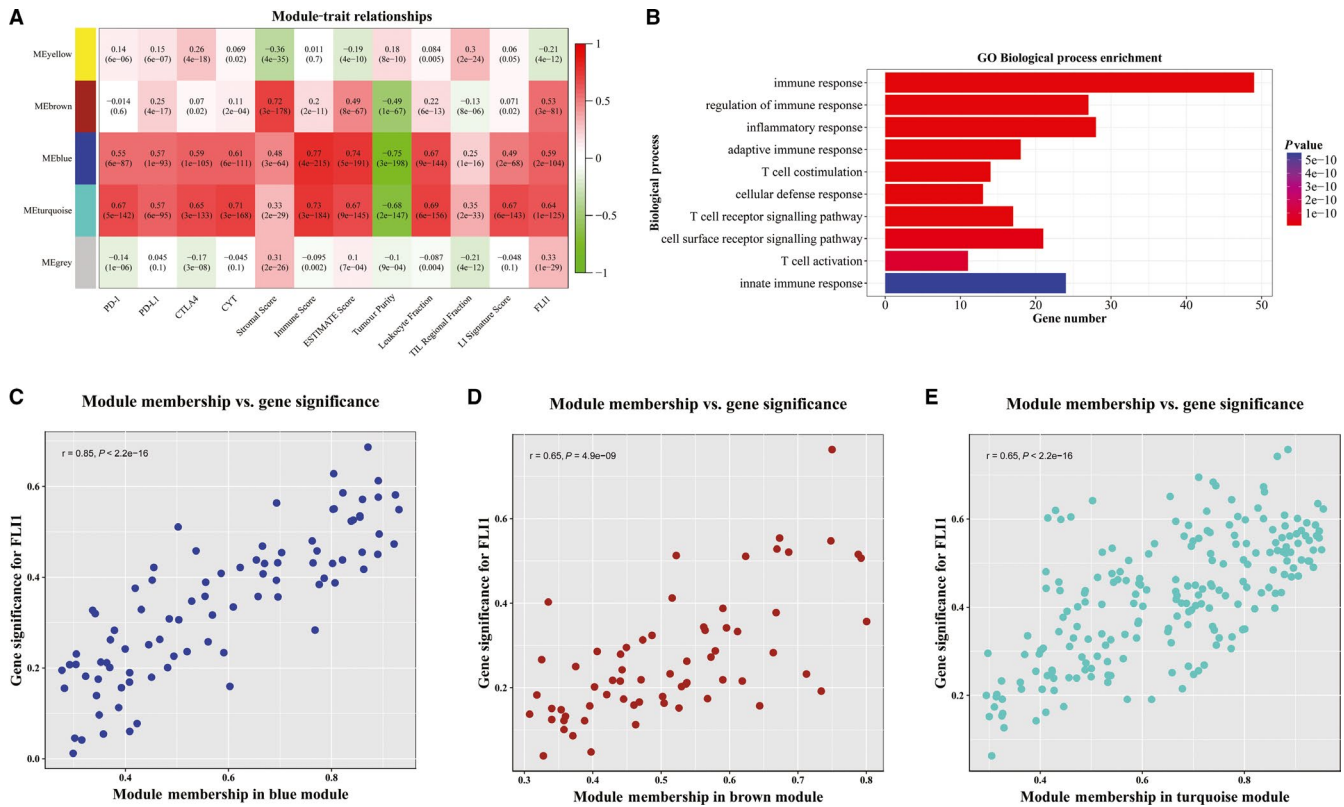 A
Module-trait relationships
MEyellow
0.14 0.15 0.26 0.069 −0.36 0.011 −0.19 0.18 0.084 0.3 0.06 −0.21
(6e−06) (6e−07) (4e−18) (0.02) (4e−35) (0.7) (4e−10) (8e−10) (0.005) (2e−24) (0.05) (4e−12)
MEbrown
−0.014 0.25 0.07 0.11 0.72 0.2 0.49 −0.49 0.22 −0.13 0.071 0.53
(0.6) (4e−17) (0.02) (2e−04) (3e−178) (2e−11) (8e−67) (1e−67) (6e−13) (8e−06) (0.02) (3e−81)
MEblue
0.55 0.57 0.59 0.61 0.48 0.77 0.74 −0.75 0.67 0.25 0.49 0.59
(6e−87) (1e−93) (1e−105) (6e−111) (3e−64) (4e−215) (5e−191) (3e−198) (9e−144) (1e−16) (2e−68) (2e−104)
MEturquoise
0.67 0.57 0.65 0.71 0.33 0.73 0.67 −0.68 0.69 0.35 0.67 0.64
(5e−142) (6e−95) (3e−133) (3e−168) (2e−29) (3e−184) (9e−145) (2e−147) (6e−156) (2e−33) (6e−143) (1e−125)
MEgrey
−0.14 0.045 −0.17 −0.045 0.31 −0.095 0.1 −0.1 −0.087 −0.21 −0.048 0.33
(1e−06) (0.1) (3e−08) (0.1) (2e−26) (0.002) (7e−04) (9e−04) (0.004) (4e−12) (0.1) (1e−29)
PD-1
PD-L1
CTLA4
CYT
Stromal Score
Immune Score
ESTIMATE Score
Tumour Purity
Leukocyte Fraction
TIL Regional Fraction
LI Signature Score
FLI1
1
0.5
0
−0.5
−1
B
GO Biological process enrichment
Biological process
immune response
regulation of immune response
inflammatory response
adaptive immune response
T cell costimulation
cellular defense response
T cell receptor signalling pathway
cell surface receptor signalling pathway
T cell activation
innate immune response
0 10 20 30 40 50
Gene number
P value
5e−10
4e−10
3e−10
2e−10
1e−10
C
Module membership vs. gene significance
r = 0.85, P < 2.2e−16
Gene significance for FLI1
0.6
0.4
0.2
0.0
0.4 0.6 0.8
Module membership in blue module
D
Module membership vs. gene significance
r = 0.65, P = 4.9e−09
Gene significance for FLI1
0.6
0.4
0.2
0.3 0.4 0.5 0.6 0.7 0.8
Module membership in brown module
E
Module membership vs. gene significance
r = 0.65, P < 2.2e−16
Gene significance for FLI1
0.6
0.4
0.2
0.4 0.6 0.8
Module membership in turquoise module